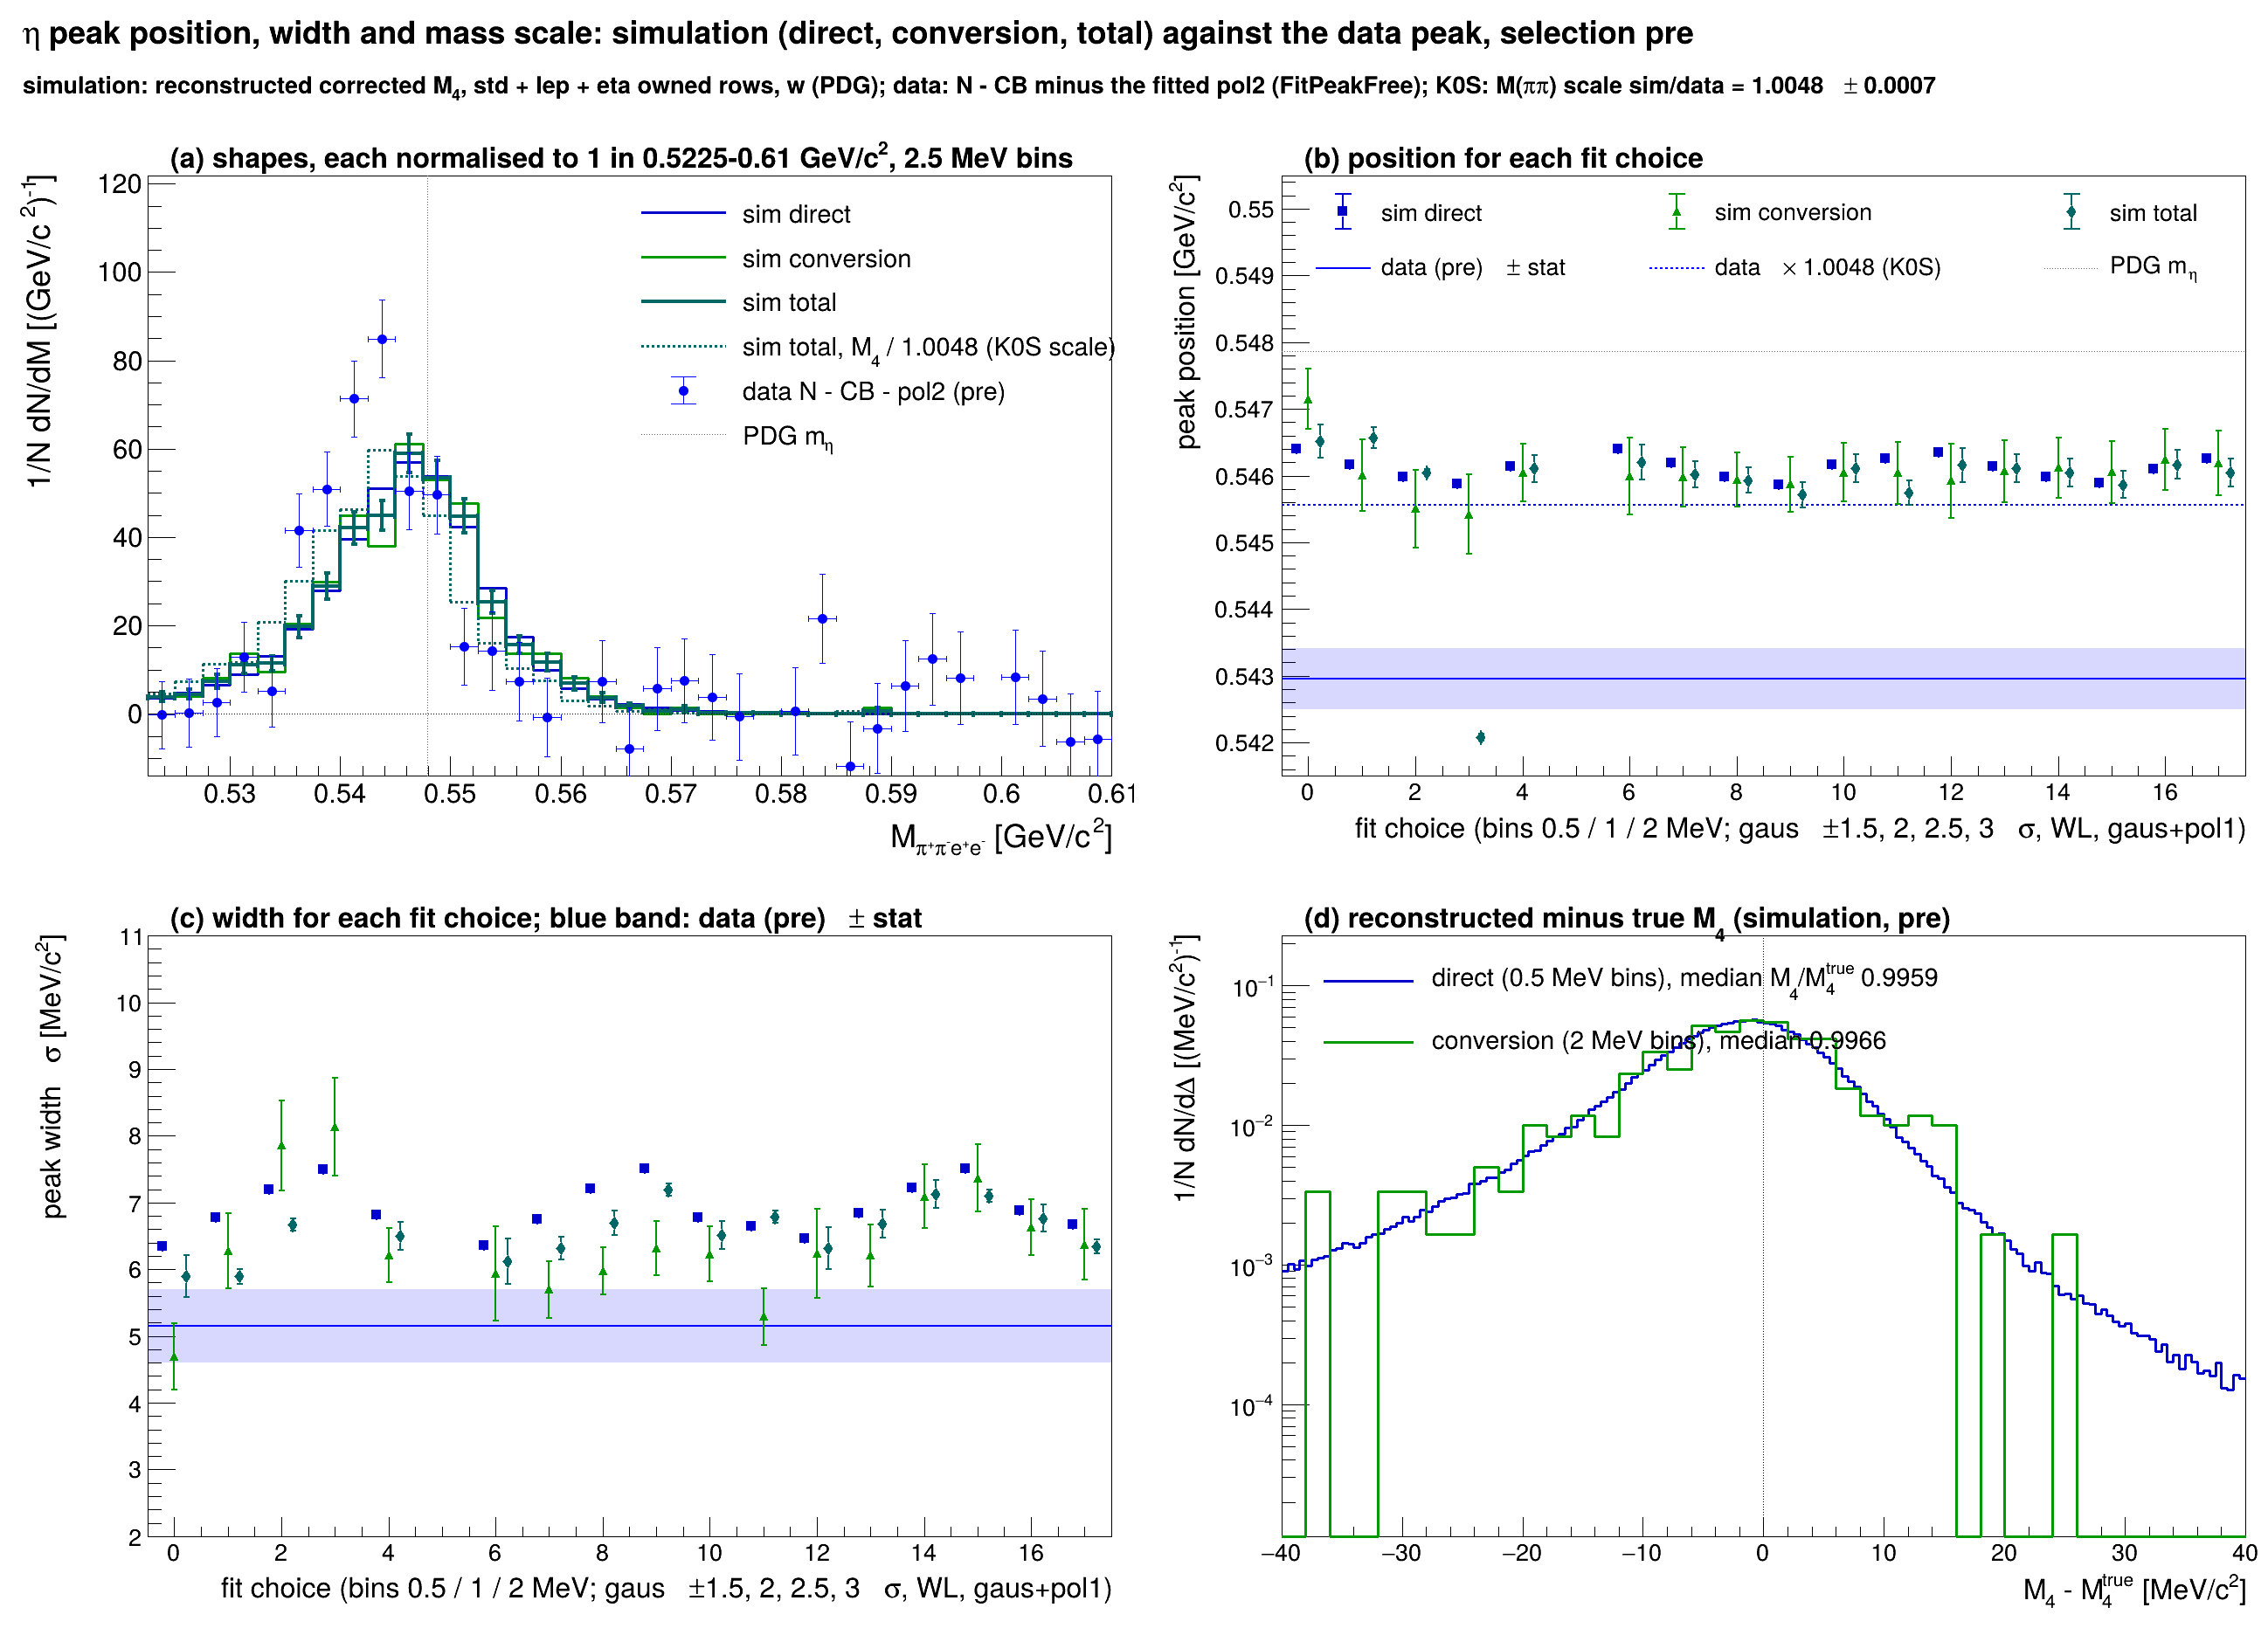 η peak position, width and mass scale: simulation (direct, conversion, total) against the data peak, selection pre
simulation: reconstructed corrected M4, std + lep + eta owned rows, w (PDG); data: N - CB minus the fitted pol2 (FitPeakFree); K0S: M(ππ) scale sim/data = 1.0048 ± 0.0007
(a) shapes, each normalised to 1 in 0.5225-0.61 GeV/c2, 2.5 MeV bins
1/N dN/dM [(GeV/c2)-1]
120
100
80
60
40
20
0
sim direct
sim conversion
sim total
sim total, M4 / 1.0048 (K0S scale)
data N - CB - pol2 (pre)
PDG mη
0.53 0.54 0.55 0.56 0.57 0.58 0.59 0.6 0.61
Mπ+π-e+e- [GeV/c2]
(b) position for each fit choice
peak position [GeV/c2]
0.55
0.549
0.548
0.547
0.546
0.545
0.544
0.543
0.542
sim direct
sim conversion
sim total
data (pre) ± stat
data × 1.0048 (K0S)
PDG mη
0 2 4 6 8 10 12 14 16
fit choice (bins 0.5 / 1 / 2 MeV; gaus ±1.5, 2, 2.5, 3 σ, WL, gaus+pol1)
(c) width for each fit choice; blue band: data (pre) ± stat
peak width σ [MeV/c2]
11
10
9
8
7
6
5
4
3
2
0 2 4 6 8 10 12 14 16
fit choice (bins 0.5 / 1 / 2 MeV; gaus ±1.5, 2, 2.5, 3 σ, WL, gaus+pol1)
(d) reconstructed minus true M4 (simulation, pre)
1/N dN/dΔ [(MeV/c2)-1]
10−1
10−2
10−3
10−4
direct (0.5 MeV bins), median M4/M4true 0.9959
conversion (2 MeV bins), median 0.9966
−40 −30 −20 −10 0 10 20 30 40
M4 - M4true [MeV/c2]